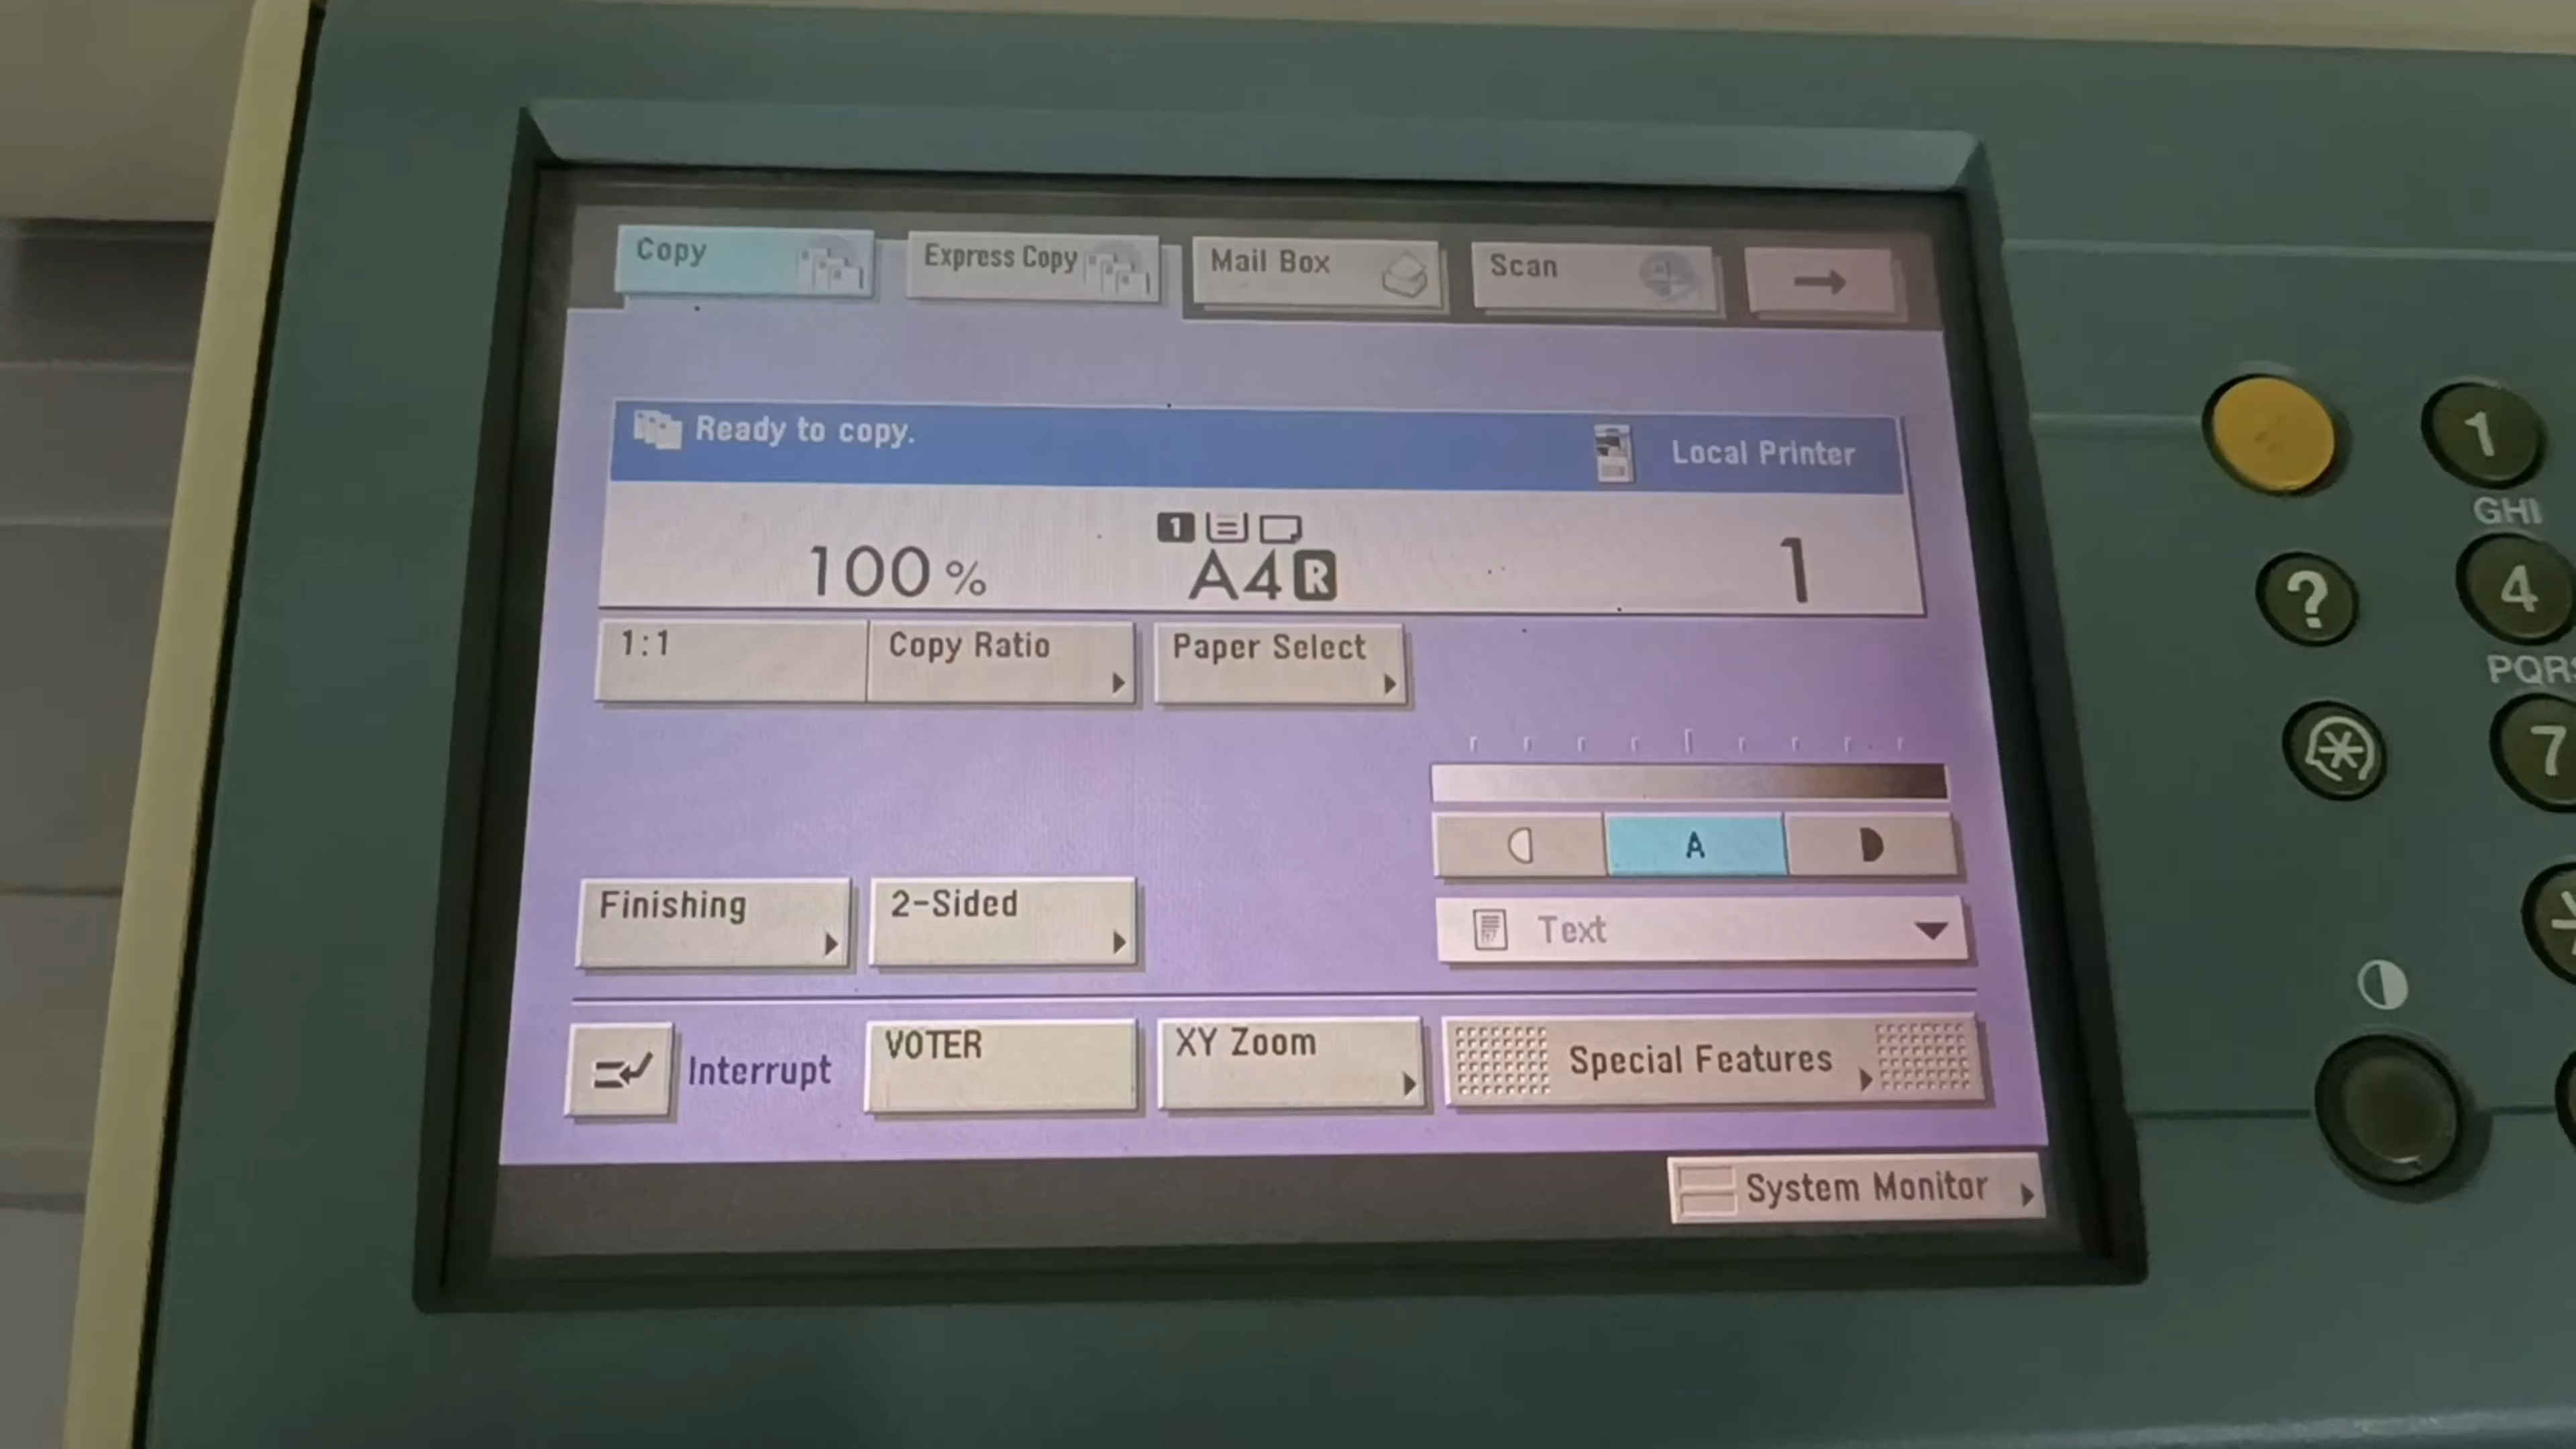 Copy
Express Copy
Mail Box
Scan
Ready to copy.
Local Printer
1
100 %
A4 R
1
1:1
Copy Ratio
Paper Select
A
Finishing
2-Sided
Text
Interrupt
VOTER
XY Zoom
Special Features
System Monitor
1
GHI
?
4
7